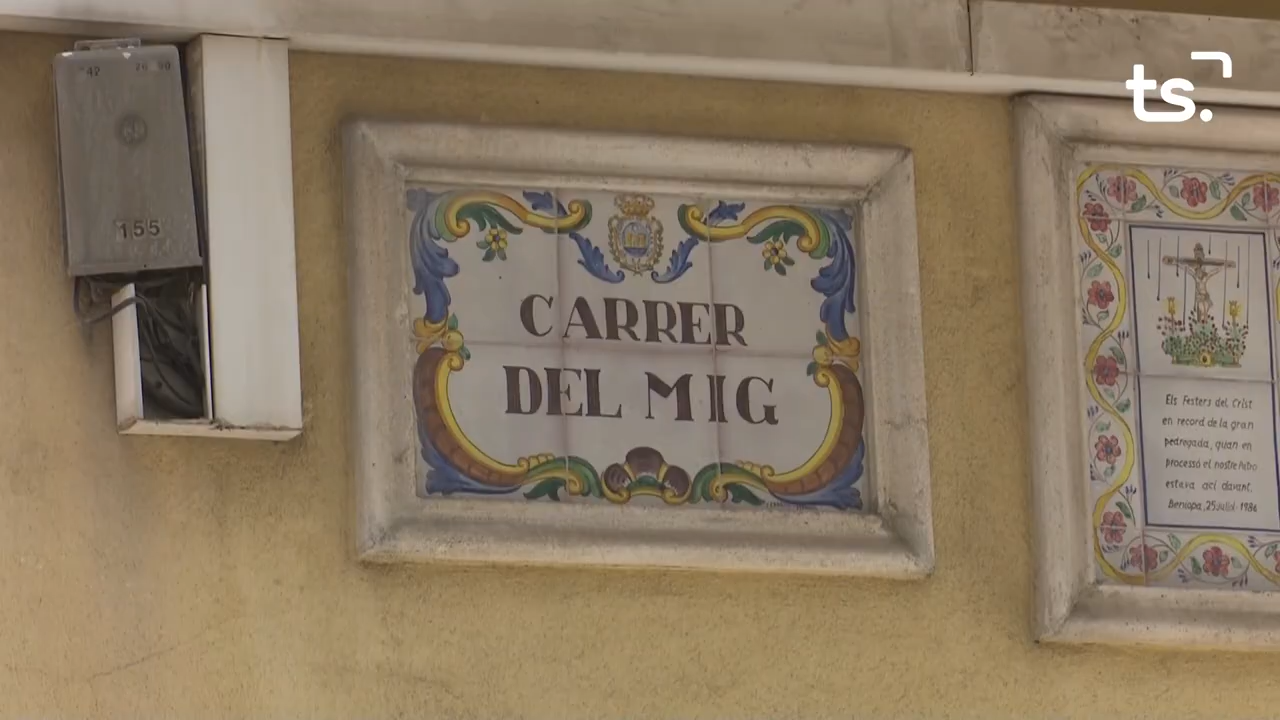 ts.
155
CARRER
DEL MIG
Els Festers del Crist
en record de la gran
pedregada, quan en
processó el nostre Patro
estava ací davant.
Beniopa, 25 juliol 1986